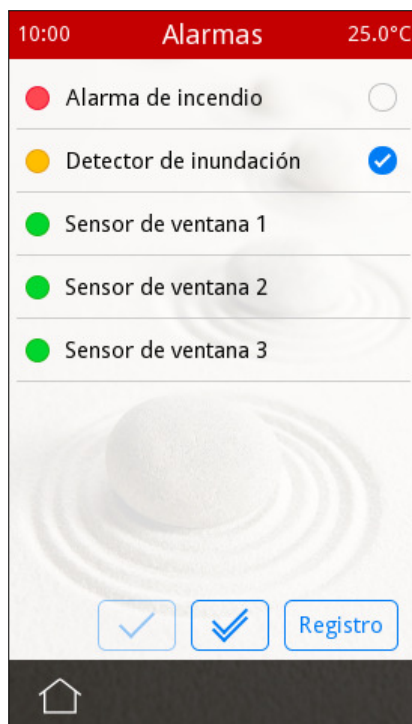 10:00 Alarmas 25.0°C
Alarma de incendio
Detector de inundación
Sensor de ventana 1
Sensor de ventana 2
Sensor de ventana 3
Registro